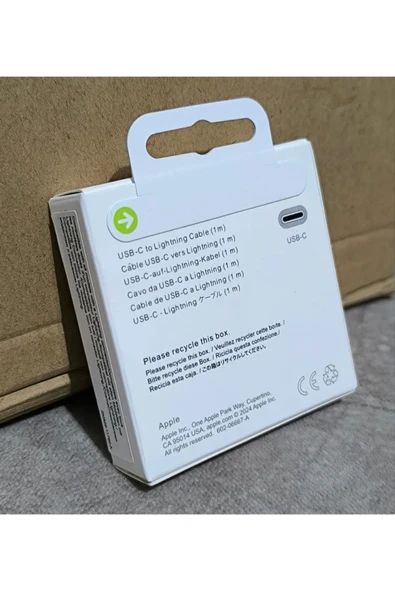 USB-C to Lightning Cable (1 m)
Câble USB-C vers Lightning (1 m)
USB-C-auf-Lightning-Kabel (1 m)
Cavo da USB-C a Lightning (1 m)
Cable de USB-C a Lightning (1 m)
USB-C - Lightning ケーブル (1 m)
USB-C
Please recycle this box.
Please recycle this box. / Veuillez recycler cette boîte. /
Bitte recycle diese Box. / Ricicla questa confezione. /
Recicla esta caja. / この箱はリサイクルしてください。
Apple
Apple Inc., One Apple Park Way, Cupertino,
CA 95014 USA, apple.com © 2024 Apple Inc.
All rights reserved. 602-06667-A